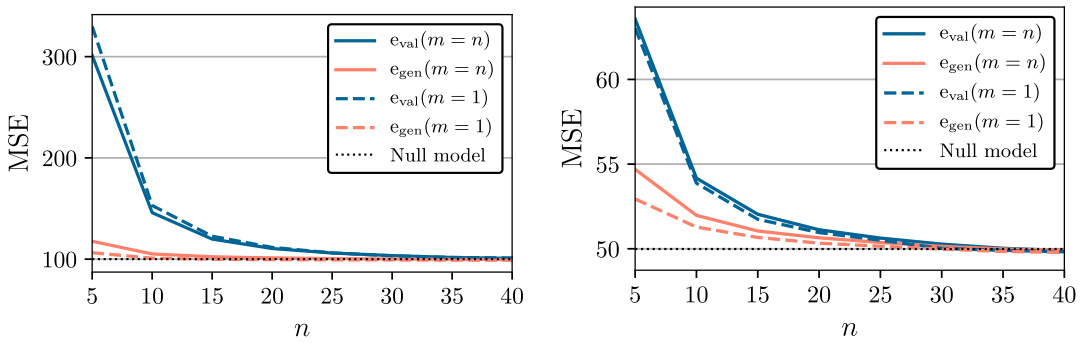 MSE
300
200
100
5 10 15 20 25 30 35 40
n
e_val(m = n)
e_gen(m = n)
e_val(m = 1)
e_gen(m = 1)
Null model
MSE
60
55
50
5 10 15 20 25 30 35 40
n
e_val(m = n)
e_gen(m = n)
e_val(m = 1)
e_gen(m = 1)
Null model